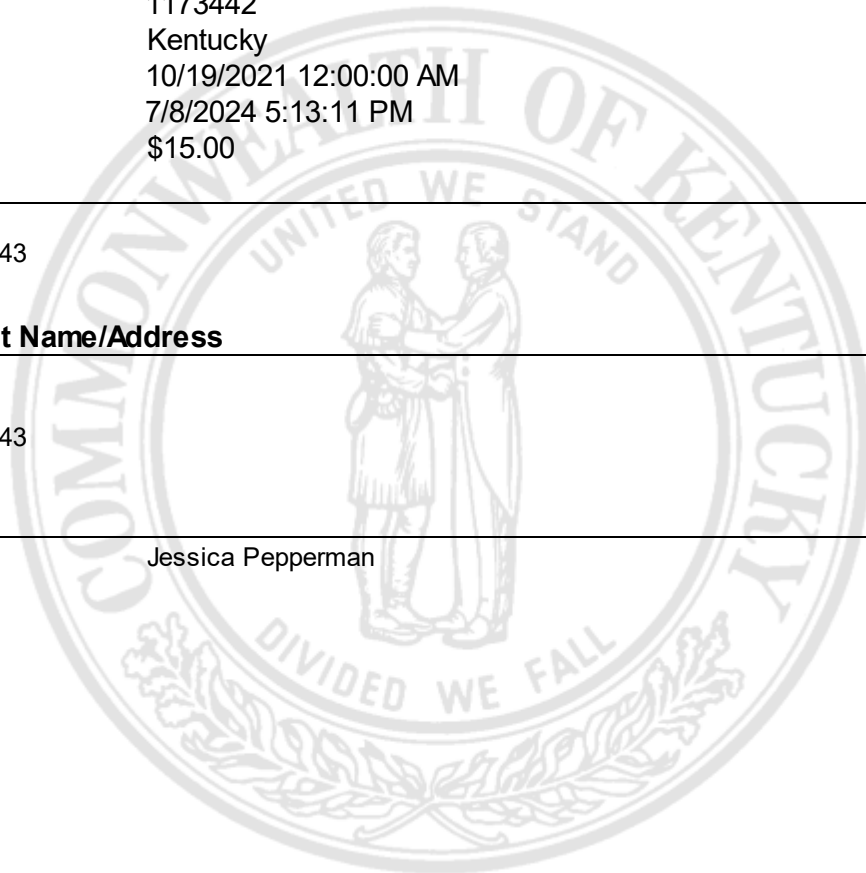 1173442
Kentucky
10/19/2021 12:00:00 AM
7/8/2024 5:13:11 PM
$15.00
43
t Name/Address
43
Jessica Pepperman
COMMONWEALTH OF KENTUCKY
UNITED WE STAND
DIVIDED WE FALL